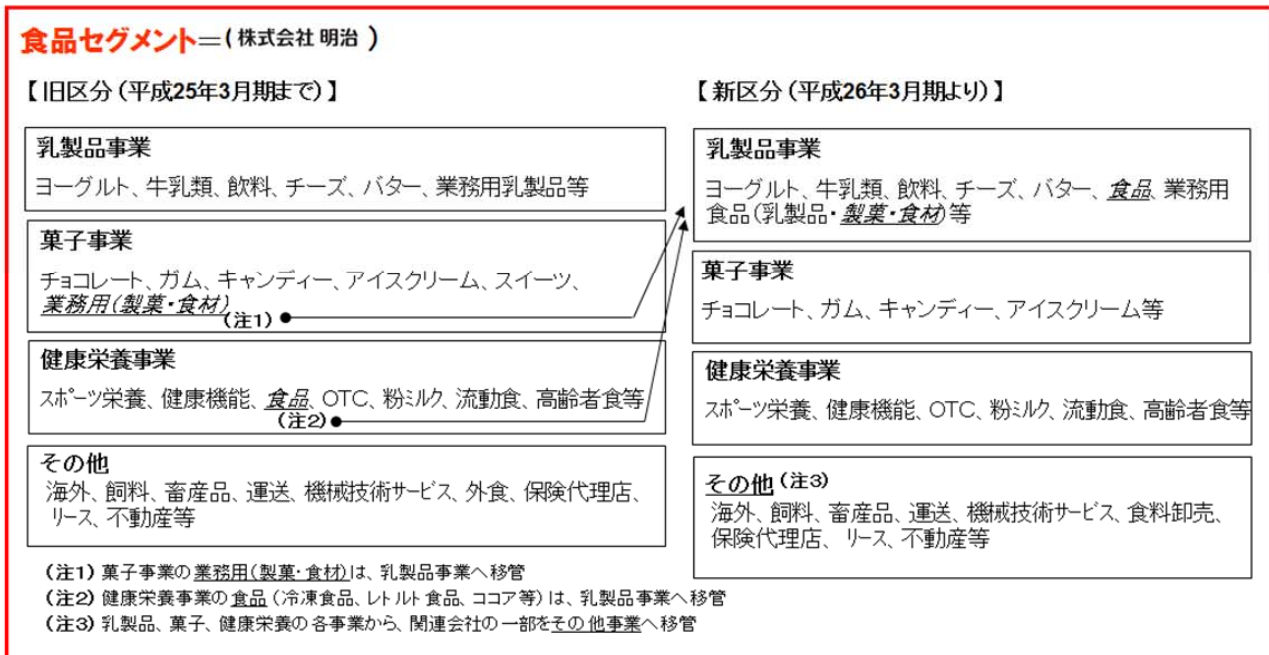 食品セグメント＝(株式会社 明治 )
【旧区分（平成25年3月期まで）】
乳製品事業
ヨーグルト、牛乳類、飲料、チーズ、バター、業務用乳製品等
菓子事業
チョコレート、ガム、キャンディー、アイスクリーム、スイーツ、
業務用(製菓・食材)
（注1）
健康栄養事業
スポーツ栄養、健康機能、食品、OTC、粉ミルク、流動食、高齢者食等
（注2）
その他
海外、飼料、畜産品、運送、機械技術サービス、外食、保険代理店、
リース、不動産等
【新区分（平成26年3月期より）】
乳製品事業
ヨーグルト、牛乳類、飲料、チーズ、バター、食品、業務用
食品(乳製品・製菓・食材)等
菓子事業
チョコレート、ガム、キャンディー、アイスクリーム等
健康栄養事業
スポーツ栄養、健康機能、OTC、粉ミルク、流動食、高齢者食等
その他（注3）
海外、飼料、畜産品、運送、機械技術サービス、食料卸売、
保険代理店、リース、不動産等
（注1）菓子事業の業務用(製菓・食材)は、乳製品事業へ移管
（注2）健康栄養事業の食品（冷凍食品、レトルト食品、ココア等）は、乳製品事業へ移管
（注3）乳製品、菓子、健康栄養の各事業から、関連会社の一部をその他事業へ移管